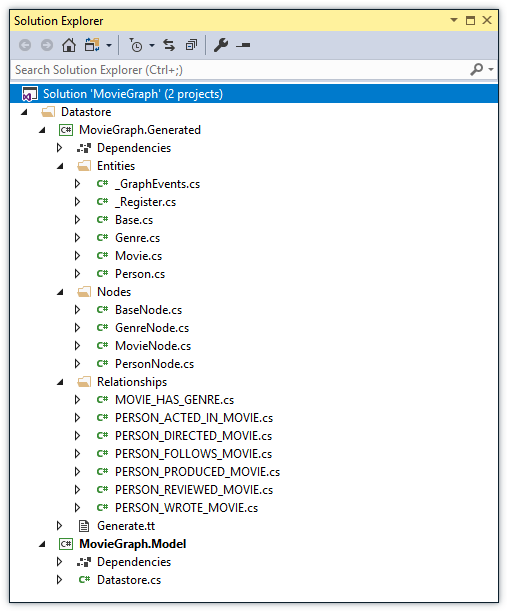 Solution Explorer
Search Solution Explorer (Ctrl+;)
Solution 'MovieGraph' (2 projects)
Datastore
C# MovieGraph.Generated
Dependencies
Entities
C# _GraphEvents.cs
C# _Register.cs
C# Base.cs
C# Genre.cs
C# Movie.cs
C# Person.cs
Nodes
C# BaseNode.cs
C# GenreNode.cs
C# MovieNode.cs
C# PersonNode.cs
Relationships
C# MOVIE_HAS_GENRE.cs
C# PERSON_ACTED_IN_MOVIE.cs
C# PERSON_DIRECTED_MOVIE.cs
C# PERSON_FOLLOWS_MOVIE.cs
C# PERSON_PRODUCED_MOVIE.cs
C# PERSON_REVIEWED_MOVIE.cs
C# PERSON_WROTE_MOVIE.cs
Generate.tt
C# MovieGraph.Model
Dependencies
C# Datastore.cs